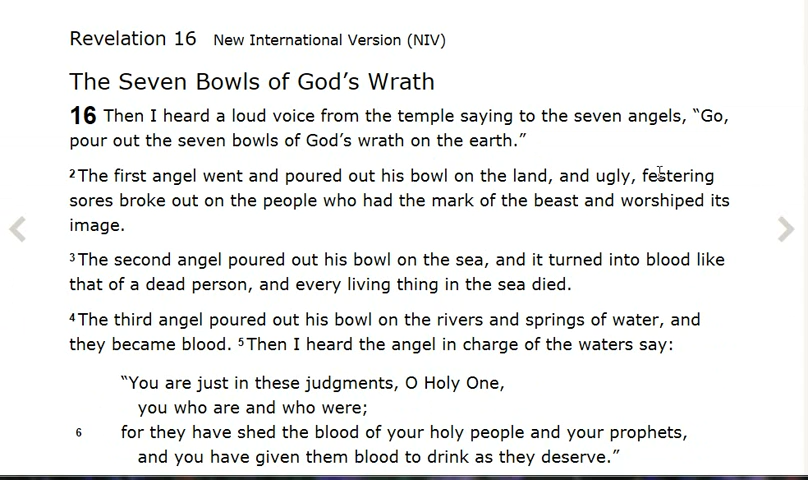 Revelation 16 New International Version (NIV)
The Seven Bowls of God’s Wrath
16 Then I heard a loud voice from the temple saying to the seven angels, “Go,
pour out the seven bowls of God’s wrath on the earth.”
2 The first angel went and poured out his bowl on the land, and ugly, festering
sores broke out on the people who had the mark of the beast and worshiped its
image.
3 The second angel poured out his bowl on the sea, and it turned into blood like
that of a dead person, and every living thing in the sea died.
4 The third angel poured out his bowl on the rivers and springs of water, and
they became blood. 5 Then I heard the angel in charge of the waters say:
“You are just in these judgments, O Holy One,
you who are and who were;
6 for they have shed the blood of your holy people and your prophets,
and you have given them blood to drink as they deserve.”